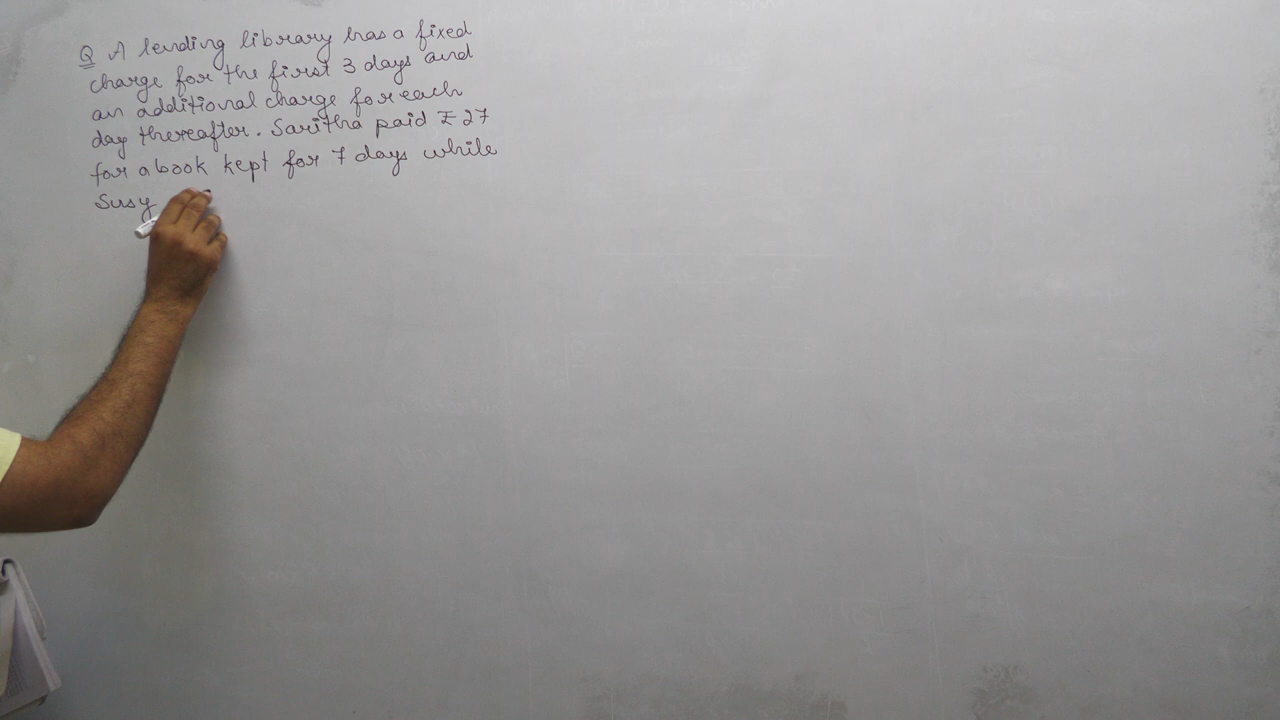 Q A lending library has a fixed
charge for the first 3 days and
an additional charge for each
day thereafter. Saritha paid ₹ 27
for a book kept for 7 days while
Susy